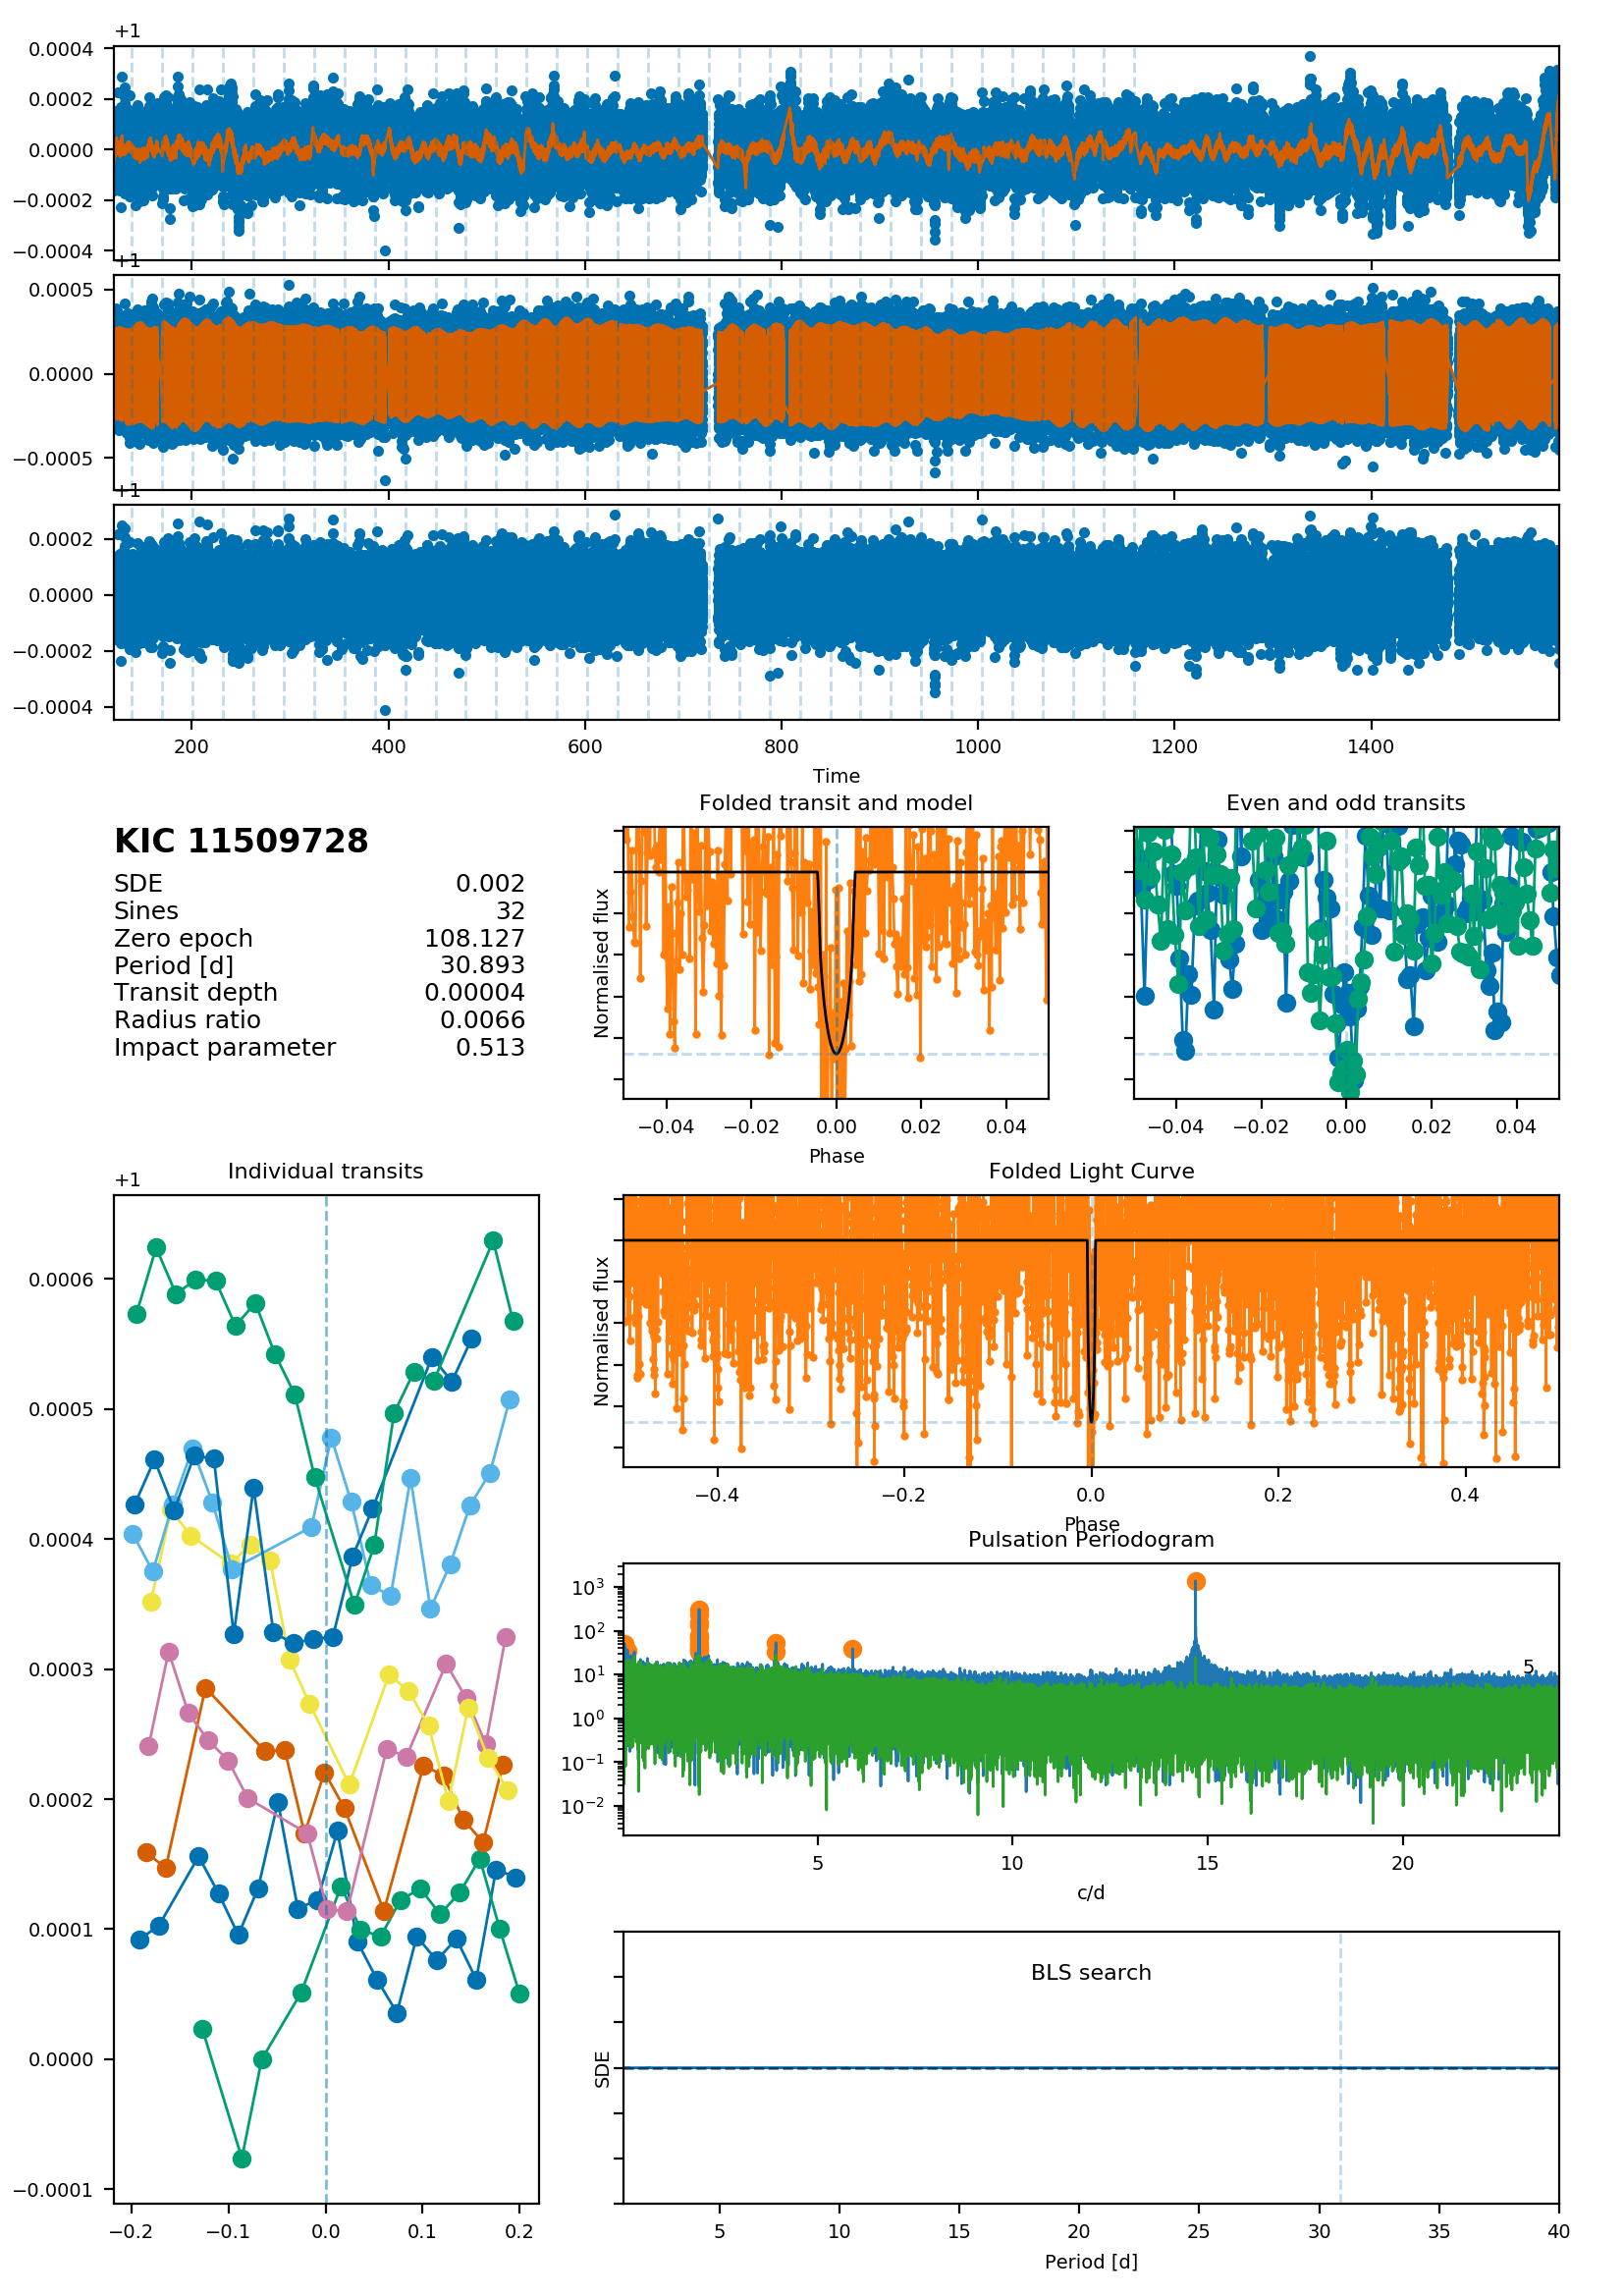 +1
0.0004
0.0002
0.0000
−0.0002
−0.0004
+1
0.0005
0.0000
−0.0005
+1
0.0002
0.0000
−0.0002
−0.0004
200 400 600 800 1000 1200 1400
Time
KIC 11509728
SDE 0.002
Sines 32
Zero epoch 108.127
Period [d] 30.893
Transit depth 0.00004
Radius ratio 0.0066
Impact parameter 0.513
Folded transit and model
Normalised flux
−0.04 −0.02 0.00 0.02 0.04
Phase
Even and odd transits
−0.04 −0.02 0.00 0.02 0.04
Individual transits
+1
0.0006
0.0005
0.0004
0.0003
0.0002
0.0001
0.0000
−0.0001
−0.2 −0.1 0.0 0.1 0.2
Folded Light Curve
Normalised flux
−0.4 −0.2 0.0 0.2 0.4
Phase
Pulsation Periodogram
10³
10²
10¹
10⁰
10⁻¹
10⁻²
5
5 10 15 20
c/d
BLS search
SDE
5 10 15 20 25 30 35 40
Period [d]